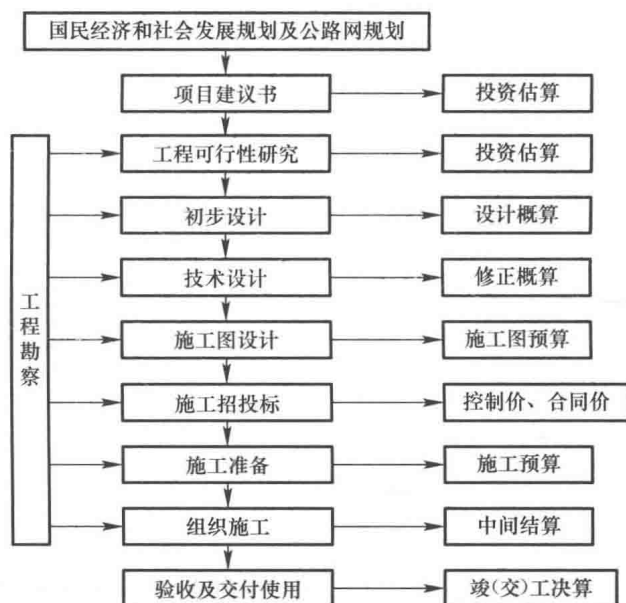 国民经济和社会发展规划及公路网规划
项目建议书
投资估算
工程可行性研究
投资估算
初步设计
设计概算
技术设计
修正概算
工程勘察
施工图设计
施工图预算
施工招投标
控制价、合同价
施工准备
施工预算
组织施工
中间结算
验收及交付使用
竣(交)工决算